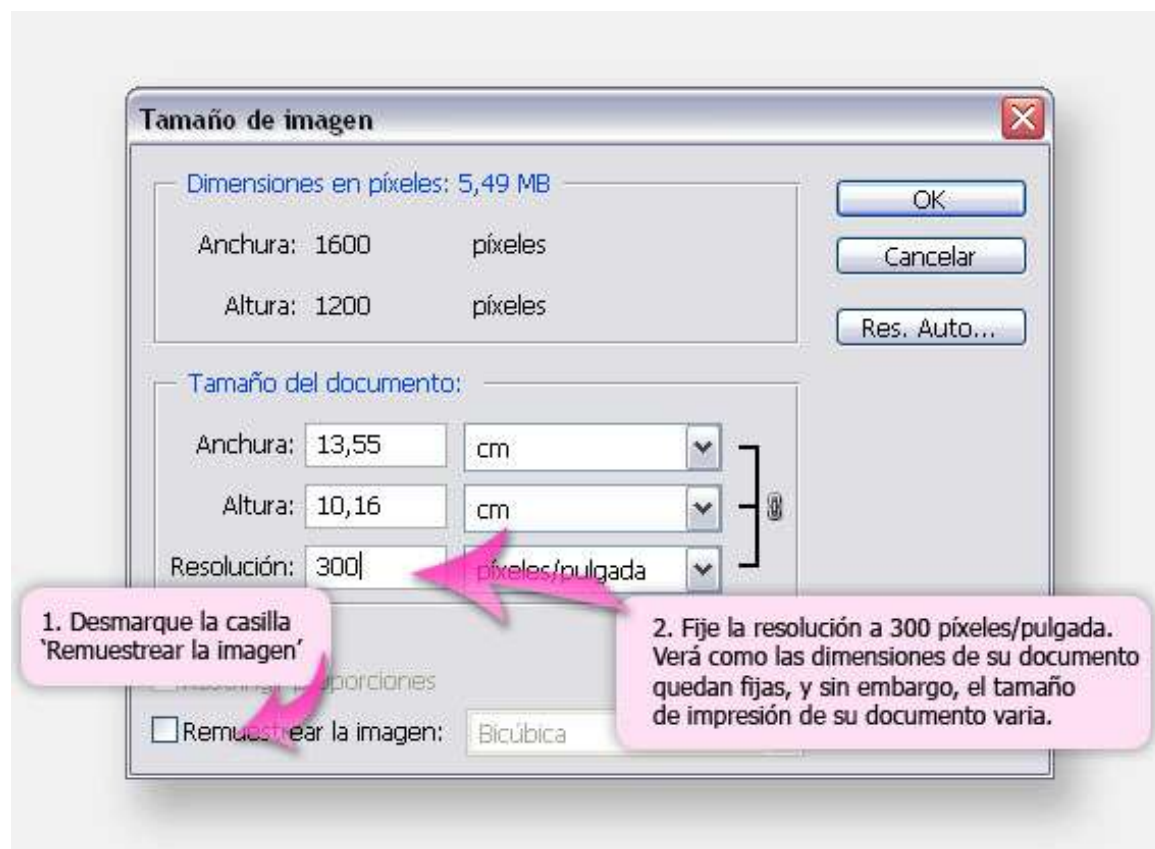 Tamaño de imagen
Dimensiones en píxeles: 5,49 MB
Anchura: 1600 píxeles
Altura: 1200 píxeles
OK
Cancelar
Res. Auto...
Tamaño del documento:
Anchura: 13,55 cm
Altura: 10,16 cm
Resolución: 300 píxeles/pulgada
1. Desmarque la casilla
‘Remuestrear la imagen’
2. Fije la resolución a 300 píxeles/pulgada.
Verá como las dimensiones de su documento
quedan fijas, y sin embargo, el tamaño
de impresión de su documento varia.
proporciones
Remuestrear la imagen: Bicúbica